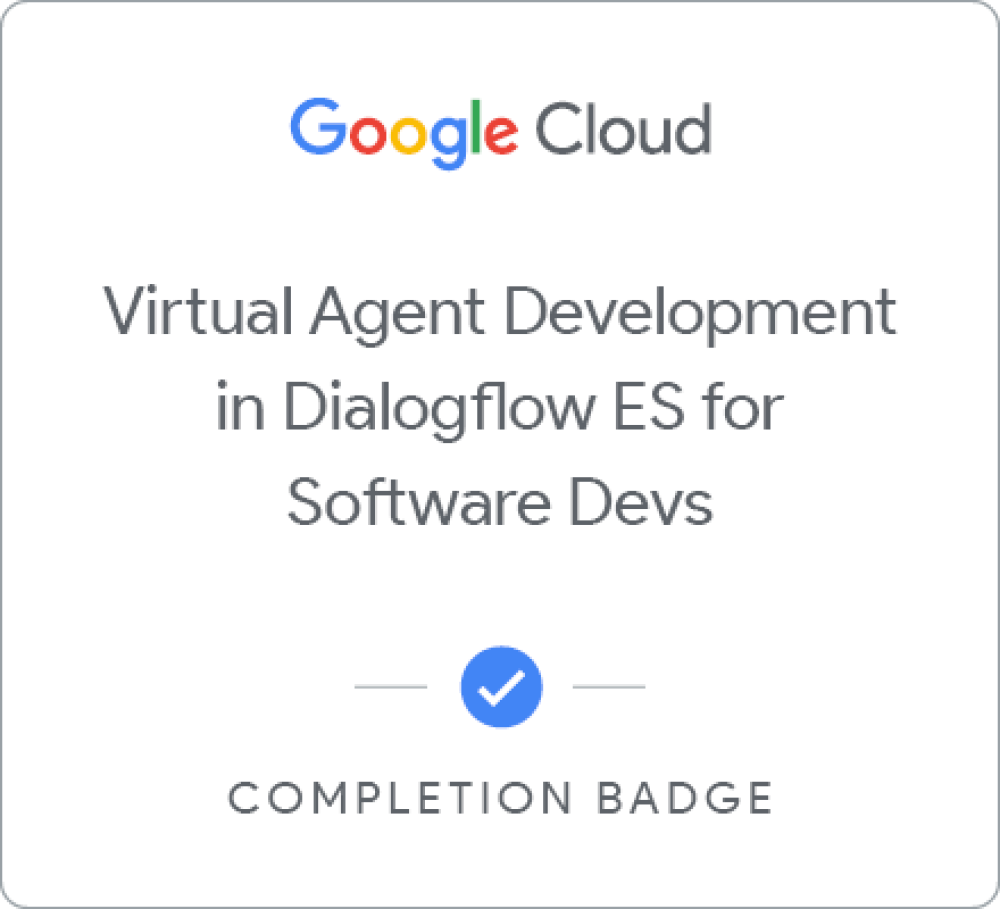 Google Cloud
Virtual Agent Development
in Dialogflow ES for
Software Devs
COMPLETION BADGE